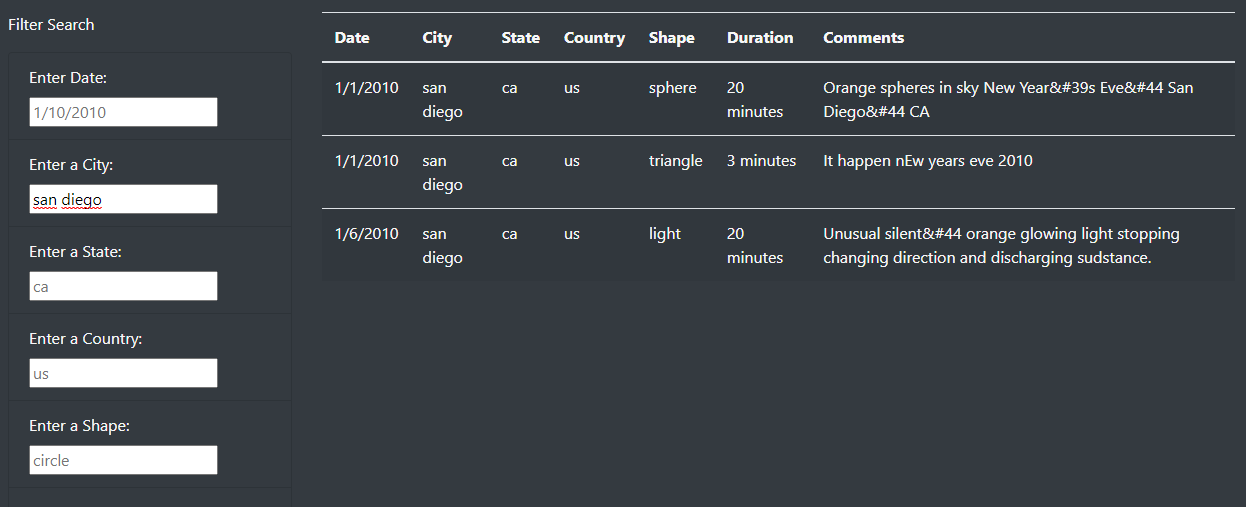 Filter Search
Enter Date:
1/10/2010
Enter a City:
san diego
Enter a State:
ca
Enter a Country:
us
Enter a Shape:
circle
Date City State Country Shape Duration Comments
1/1/2010 san ca us sphere 20 Orange spheres in sky New Year&#39s Eve&#44 San
diego minutes Diego&#44 CA
1/1/2010 san ca us triangle 3 minutes It happen nEw years eve 2010
diego
1/6/2010 san ca us light 20 Unusual silent&#44 orange glowing light stopping
diego minutes changing direction and discharging sudstance.